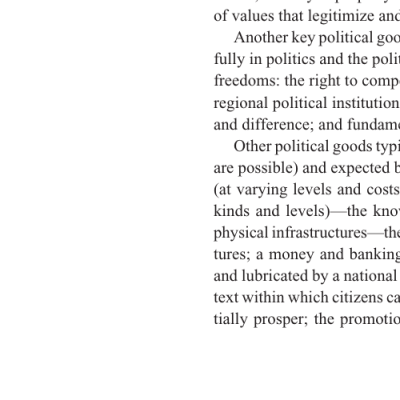 of values that legitimize and
Another key political goo
fully in politics and the poli
freedoms: the right to comp
regional political institution
and difference; and fundame
Other political goods typi
are possible) and expected b
(at varying levels and costs
kinds and levels)—the kno
physical infrastructures—the
tures; a money and banking
and lubricated by a national
text within which citizens ca
tially prosper; the promotio